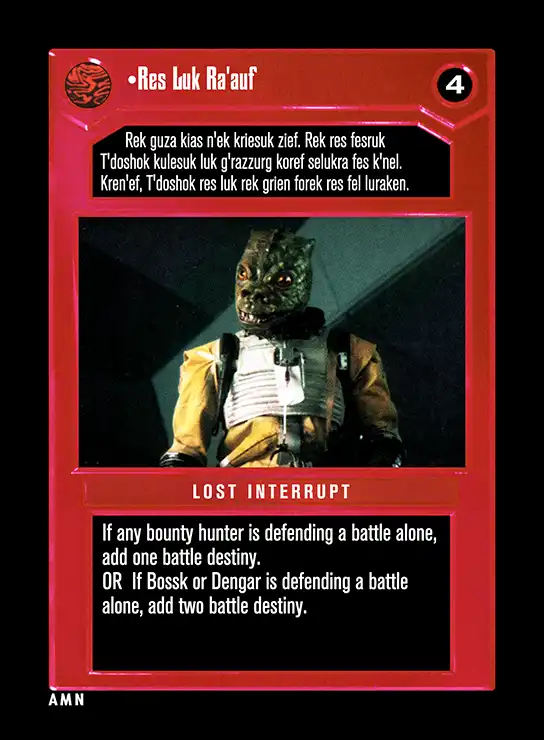 •Res Luk Ra'auf
4
Rek guza kias n'ek kriesuk zief. Rek res fesruk
T'doshok kulesuk luk g'razzurg koref selukra fes k'nel.
Kren'ef, T'doshok res luk rek grien forek res fel luraken.
LOST INTERRUPT
If any bounty hunter is defending a battle alone,
add one battle destiny.
OR If Bossk or Dengar is defending a battle
alone, add two battle destiny.
AMN